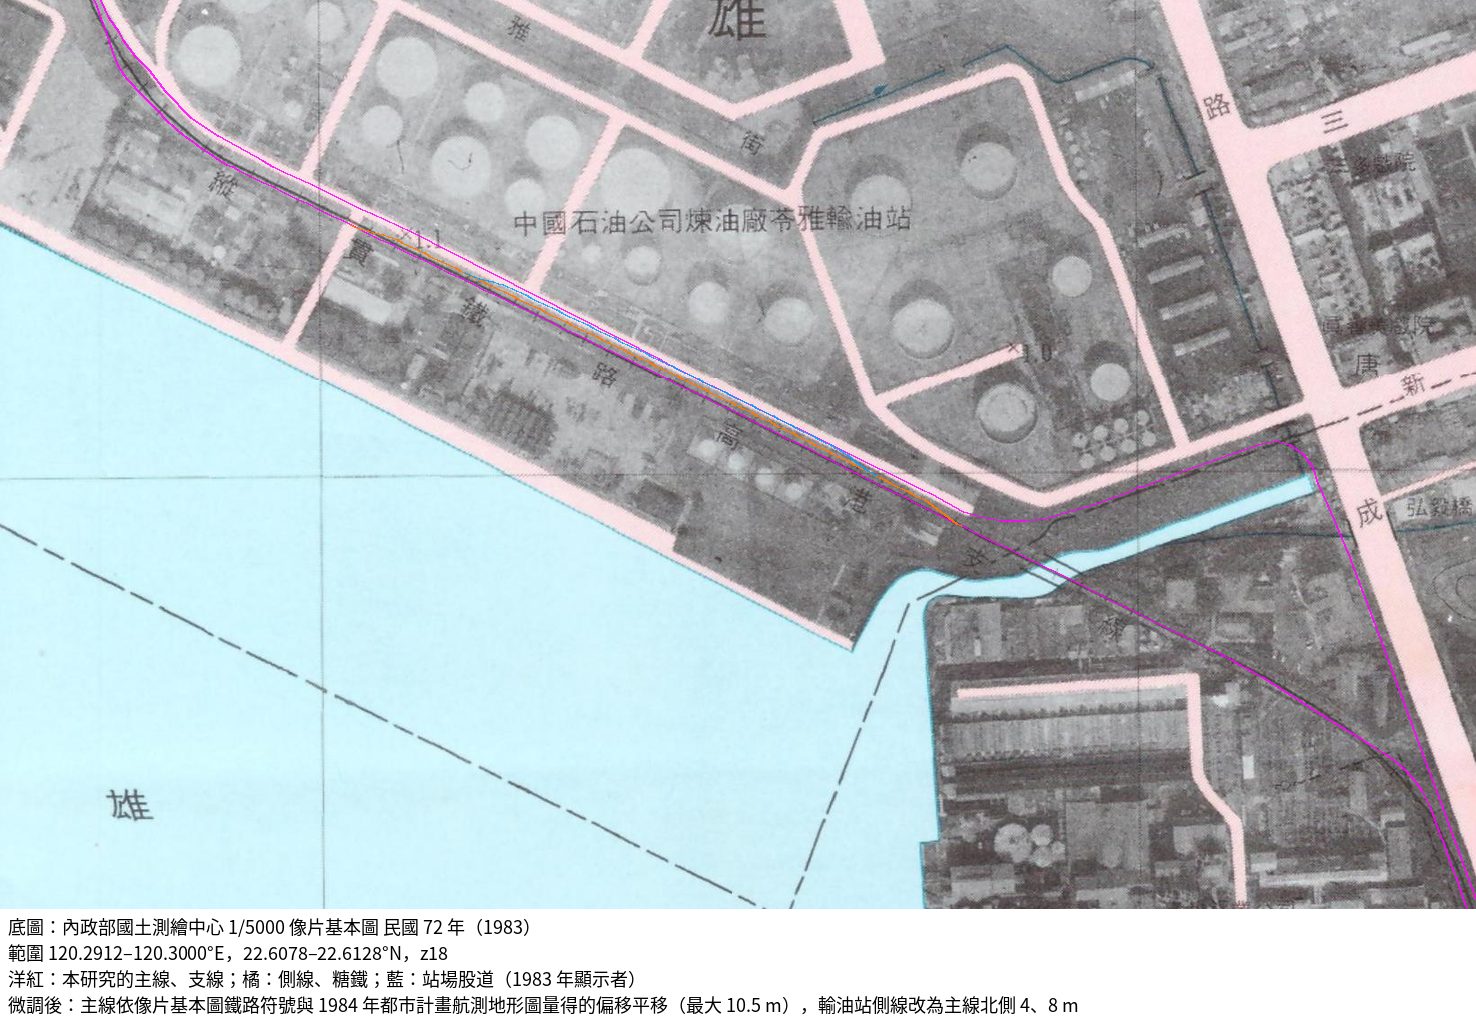 雅
雄
街
路
三
縱
中國石油公司煉油廠苓雅輸油站
1.1
貫
鐵
1.0
路
唐
新
高
港
成
弘毅橋
支
線
雄
底圖：內政部國土測繪中心 1/5000 像片基本圖 民國 72 年（1983）
範圍 120.2912–120.3000°E，22.6078–22.6128°N，z18
洋紅：本研究的主線、支線；橘：側線、糖鐵；藍：站場股道（1983 年顯示者）
微調後：主線依像片基本圖鐵路符號與 1984 年都市計畫航測地形圖量得的偏移平移（最大 10.5 m），輸油站側線改為主線北側 4、8 m